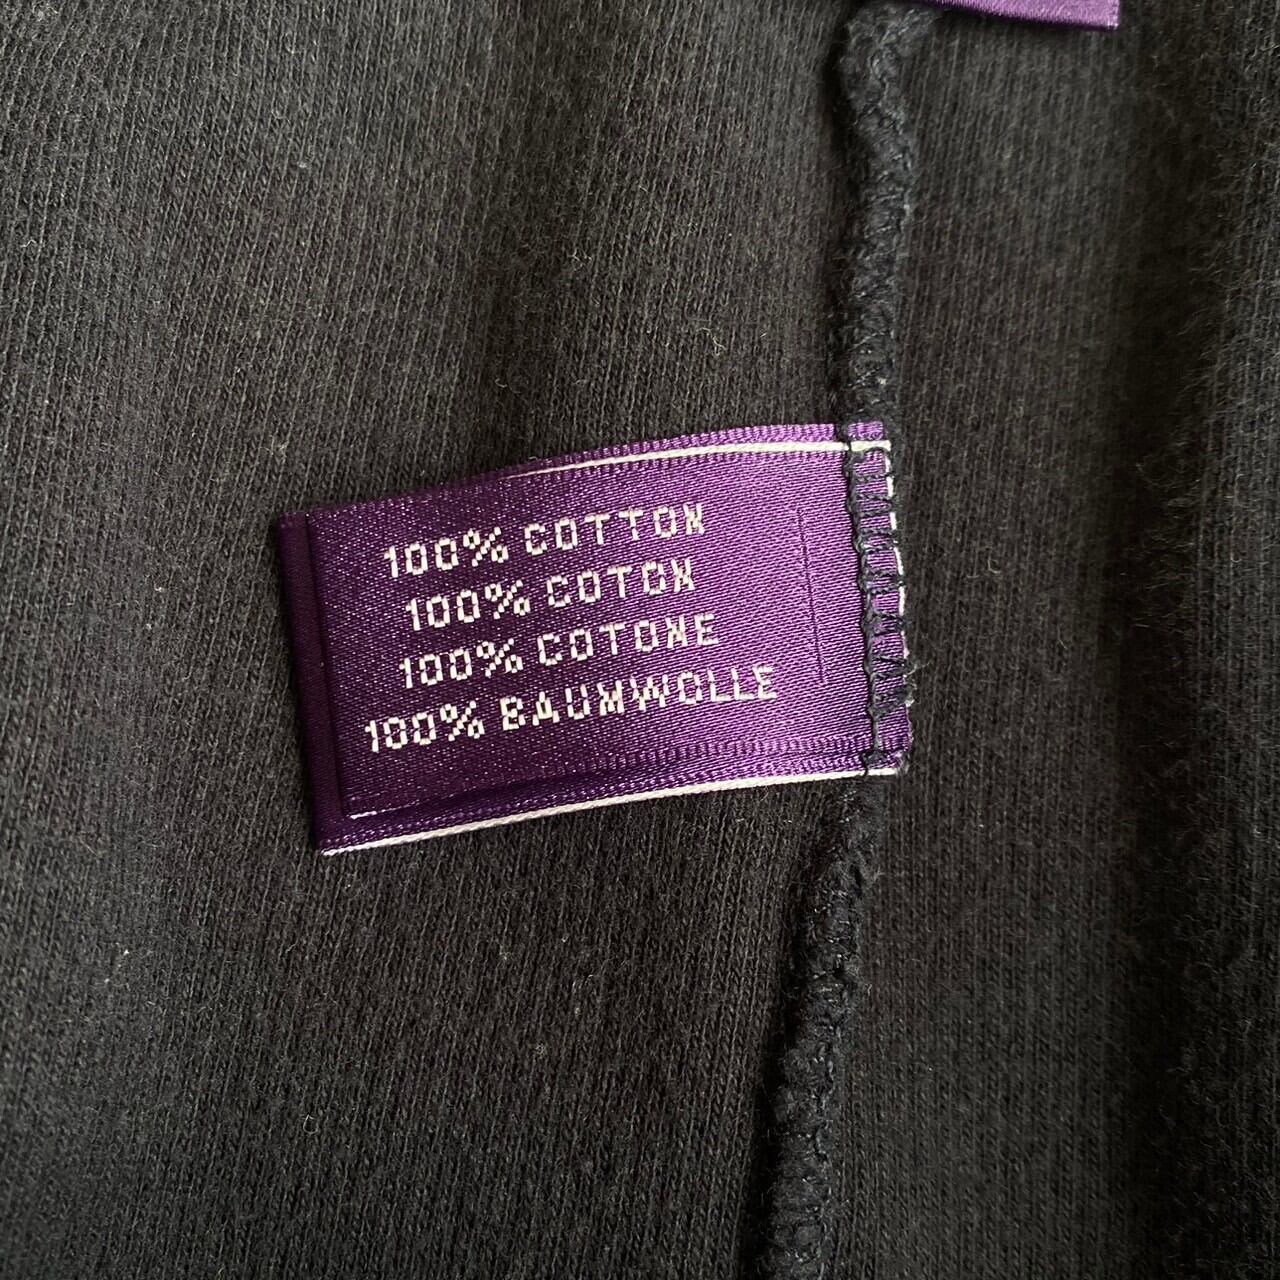 100% COTTON
100% COTON
100% COTONE
100% BAUMWOLLE